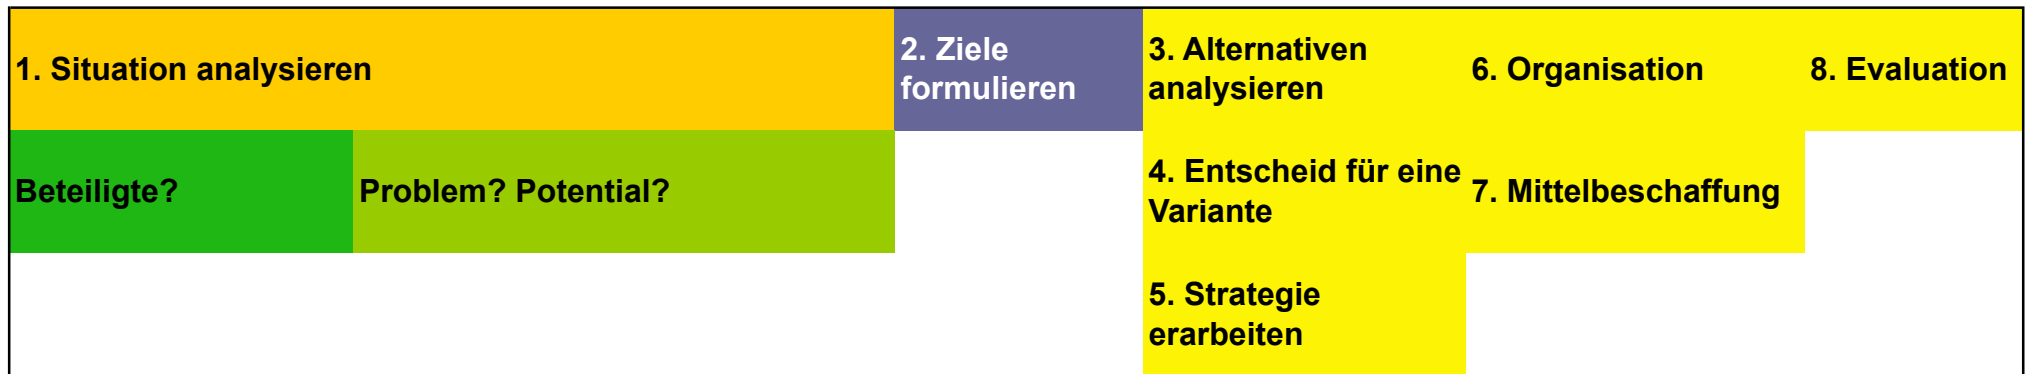 1. Situation analysieren
2. Ziele
formulieren
3. Alternativen
analysieren
6. Organisation
8. Evaluation
Beteiligte?
Problem? Potential?
4. Entscheid für eine
Variante
7. Mittelbeschaffung
5. Strategie
erarbeiten